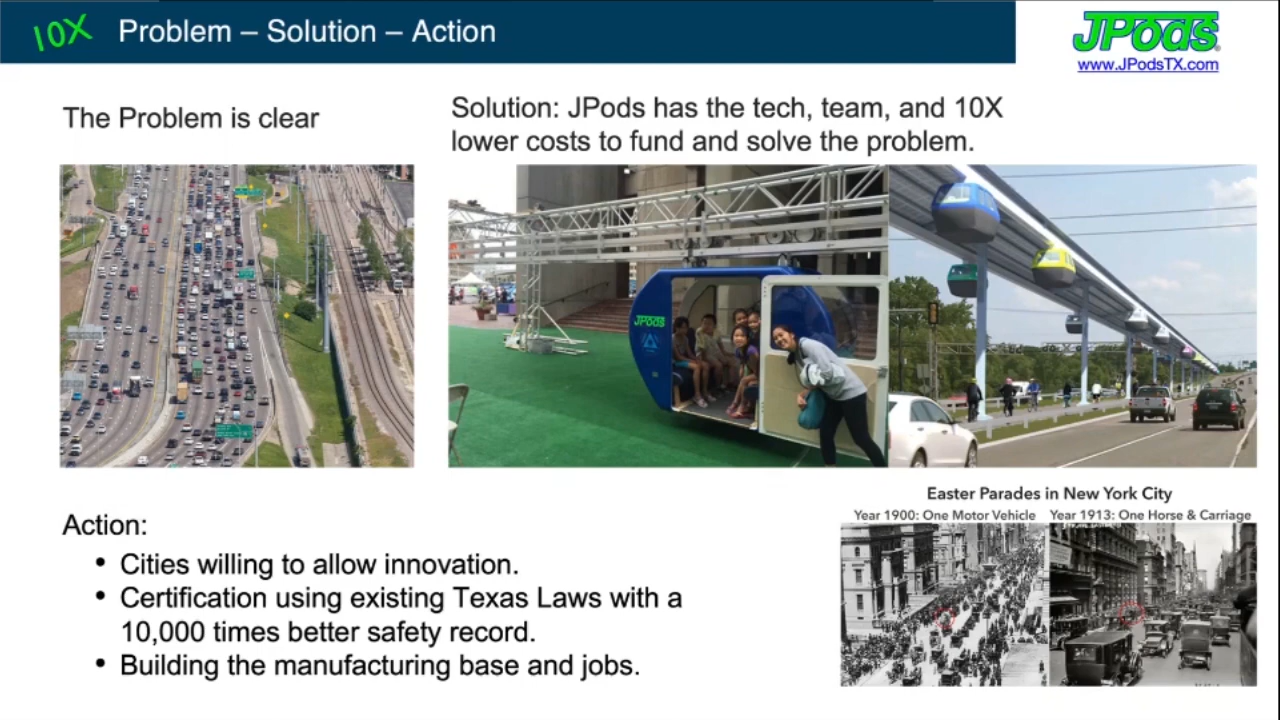 10X
Problem – Solution – Action
JPods
www.JPodsTX.com
The Problem is clear
Solution: JPods has the tech, team, and 10X
lower costs to fund and solve the problem.
JPods
Easter Parades in New York City
Year 1900: One Motor Vehicle
Year 1913: One Horse & Carriage
Action:
• Cities willing to allow innovation.
• Certification using existing Texas Laws with a
10,000 times better safety record.
• Building the manufacturing base and jobs.